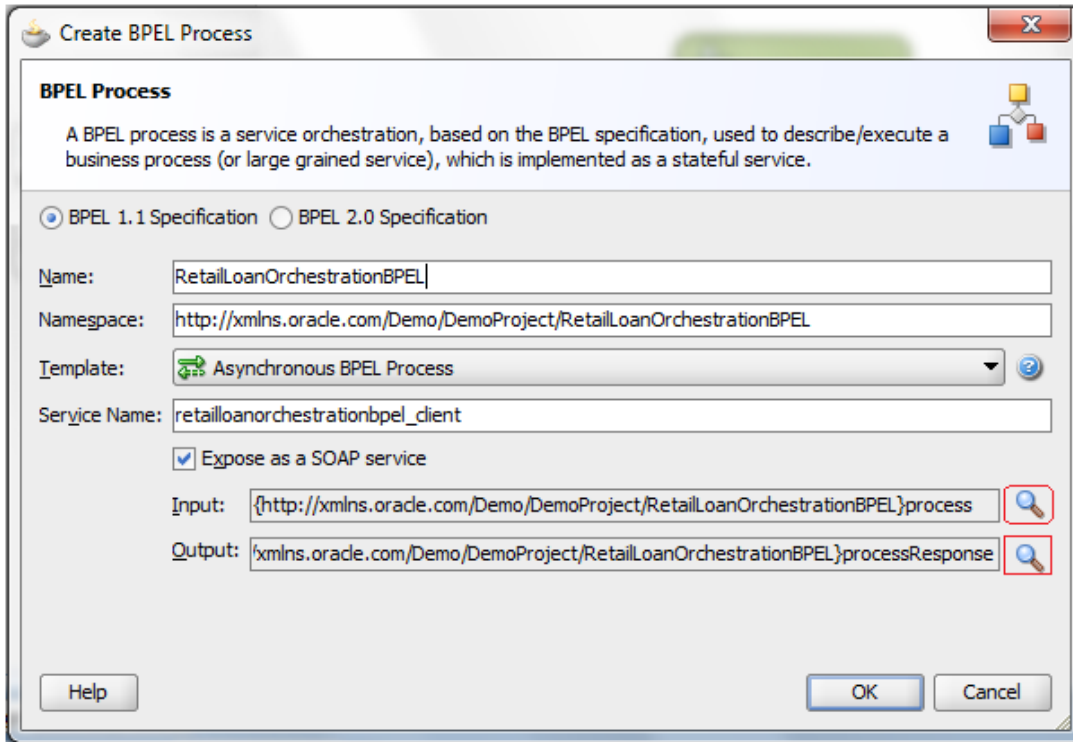 Create BPEL Process
BPEL Process
A BPEL process is a service orchestration, based on the BPEL specification, used to describe/execute a
business process (or large grained service), which is implemented as a stateful service.
BPEL 1.1 Specification BPEL 2.0 Specification
Name: RetailLoanOrchestrationBPEL
Namespace: http://xmlns.oracle.com/Demo/DemoProject/RetailLoanOrchestrationBPEL
Template: Asynchronous BPEL Process
Service Name: retailloanorchestrationbpel_client
Expose as a SOAP service
Input: {http://xmlns.oracle.com/Demo/DemoProject/RetailLoanOrchestrationBPEL}process
Output: /xmlns.oracle.com/Demo/DemoProject/RetailLoanOrchestrationBPEL}processResponse
Help OK Cancel